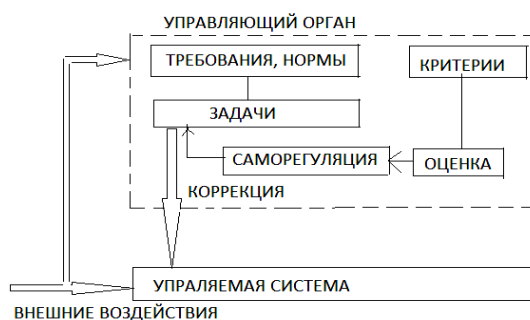 УПРАВЛЯЮЩИЙ ОРГАН
ТРЕБОВАНИЯ, НОРМЫ
КРИТЕРИИ
ЗАДАЧИ
САМОРЕГУЛЯЦИЯ
ОЦЕНКА
КОРРЕКЦИЯ
УПРАЛЯЕМАЯ СИСТЕМА
ВНЕШНИЕ ВОЗДЕЙСТВИЯ